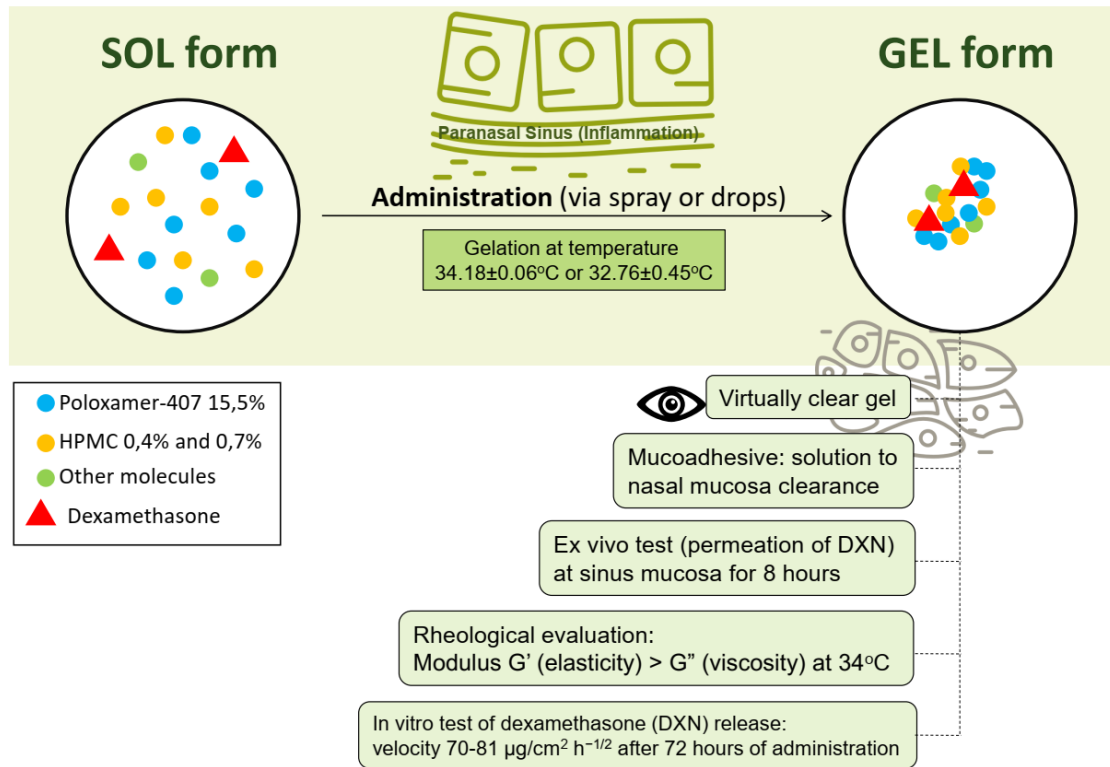 SOL form
GEL form
Paranasal Sinus (Inflammation)
Administration (via spray or drops)
Gelation at temperature
34.18±0.06ºC or 32.76±0.45ºC
Poloxamer-407 15,5%
HPMC 0,4% and 0,7%
Other molecules
Dexamethasone
Virtually clear gel
Mucoadhesive: solution to
nasal mucosa clearance
Ex vivo test (permeation of DXN)
at sinus mucosa for 8 hours
Rheological evaluation:
Modulus G’ (elasticity) > G” (viscosity) at 34ºC
In vitro test of dexamethasone (DXN) release:
velocity 70-81 µg/cm² h⁻¹/² after 72 hours of administration